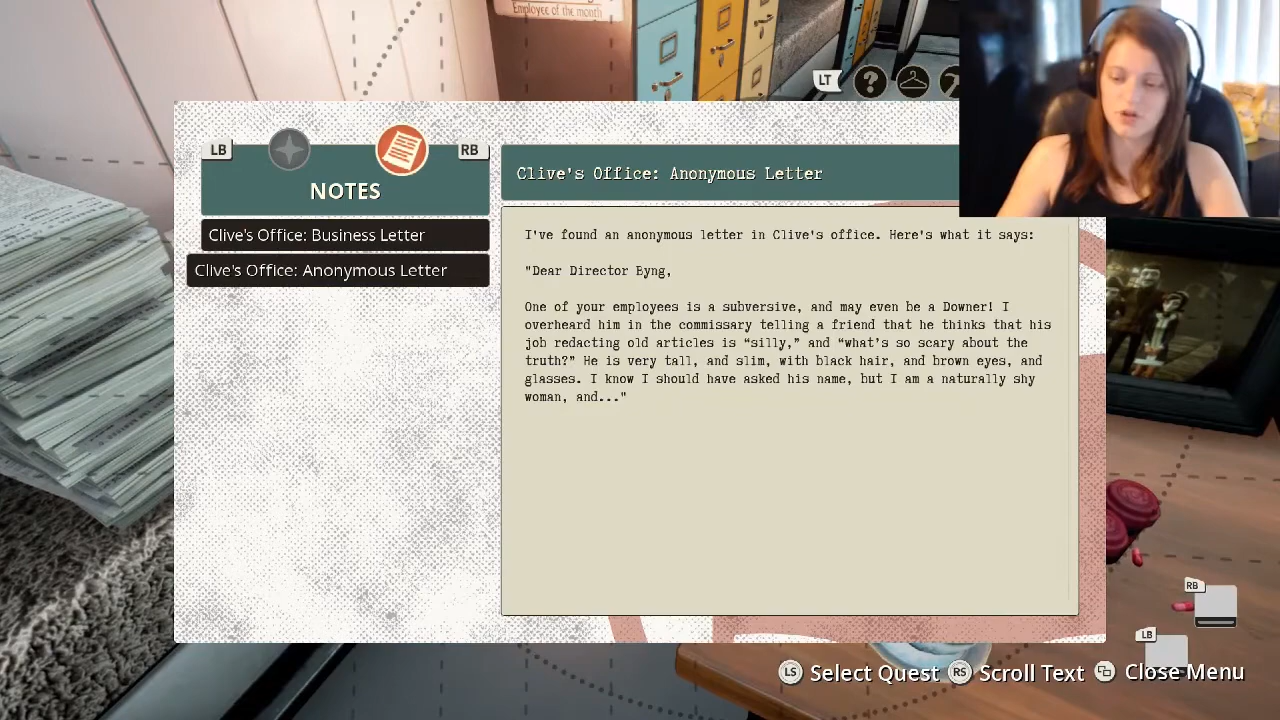 Employee of the month
LT
LB
RB
NOTES
Clive's Office: Business Letter
Clive's Office: Anonymous Letter
Clive's Office: Anonymous Letter
I've found an anonymous letter in Clive's office. Here's what it says:
"Dear Director Byng,
One of your employees is a subversive, and may even be a Downer! I
overheard him in the commissary telling a friend that he thinks that his
job redacting old articles is “silly,” and “what's so scary about the
truth?” He is very tall, and slim, with black hair, and brown eyes, and
glasses. I know I should have asked his name, but I am a naturally shy
woman, and..."
RB
LB
LS Select Quest RS Scroll Text Close Menu